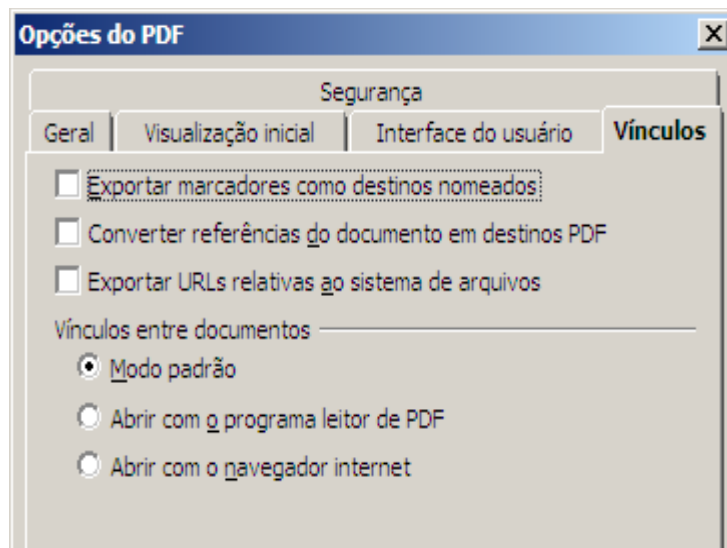 Opções do PDF
Segurança
Geral Visualização inicial Interface do usuário Vínculos
Exportar marcadores como destinos nomeados
Converter referências do documento em destinos PDF
Exportar URLs relativas ao sistema de arquivos
Vínculos entre documentos
Modo padrão
Abrir com o programa leitor de PDF
Abrir com o navegador internet